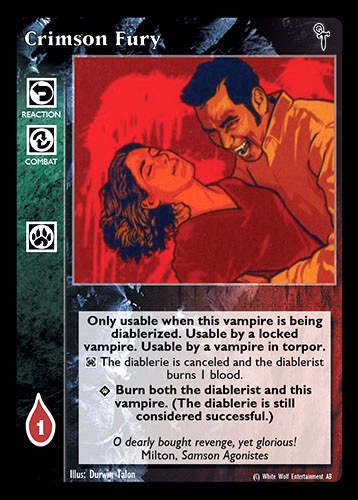 Crimson Fury
REACTION
COMBAT
Only usable when this vampire is being
diablerized. Usable by a locked
vampire. Usable by a vampire in torpor.
The diablerie is canceled and the diablerist
burns 1 blood.
Burn both the diablerist and this
vampire. (The diablerie is still
considered successful.)
O dearly bought revenge, yet glorious!
Milton, Samson Agonistes
1
Illus: Durwin Talon
(C) White Wolf Entertainment AB